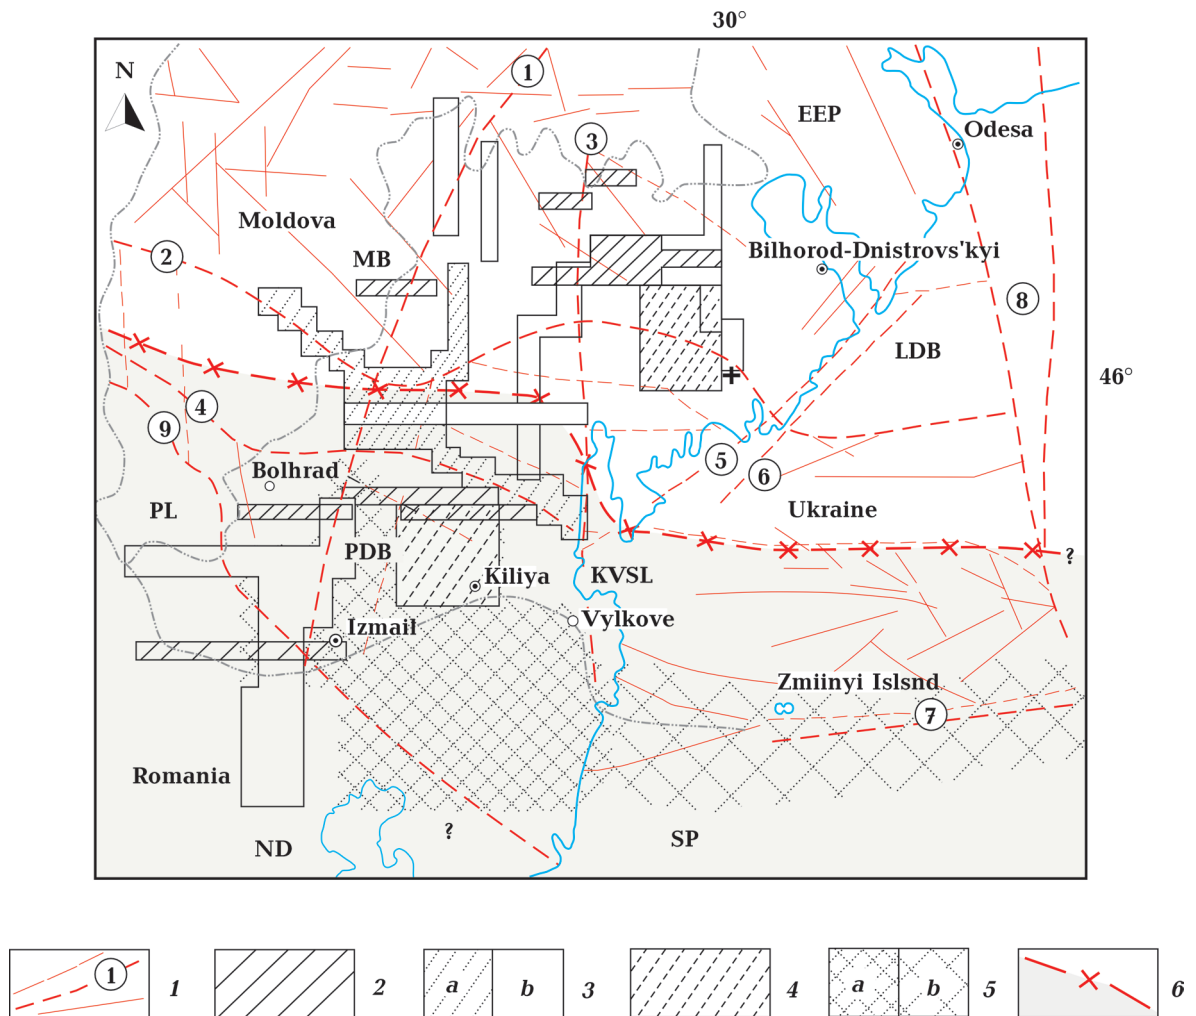 30°
N
1
EEP
Odesa
3
Moldova
2
MB
Bilhorod-Dnistrovs'kyi
8
LDB
46°
4
9
Bolhrad
5
6
PL
Ukraine
PDB
?
Kiliya
KVSL
Izmail
Vylkove
Zmiinyi Islsnd
7
Romania
?
ND
SP
1
1
2
a
b
3
4
a
b
5
6